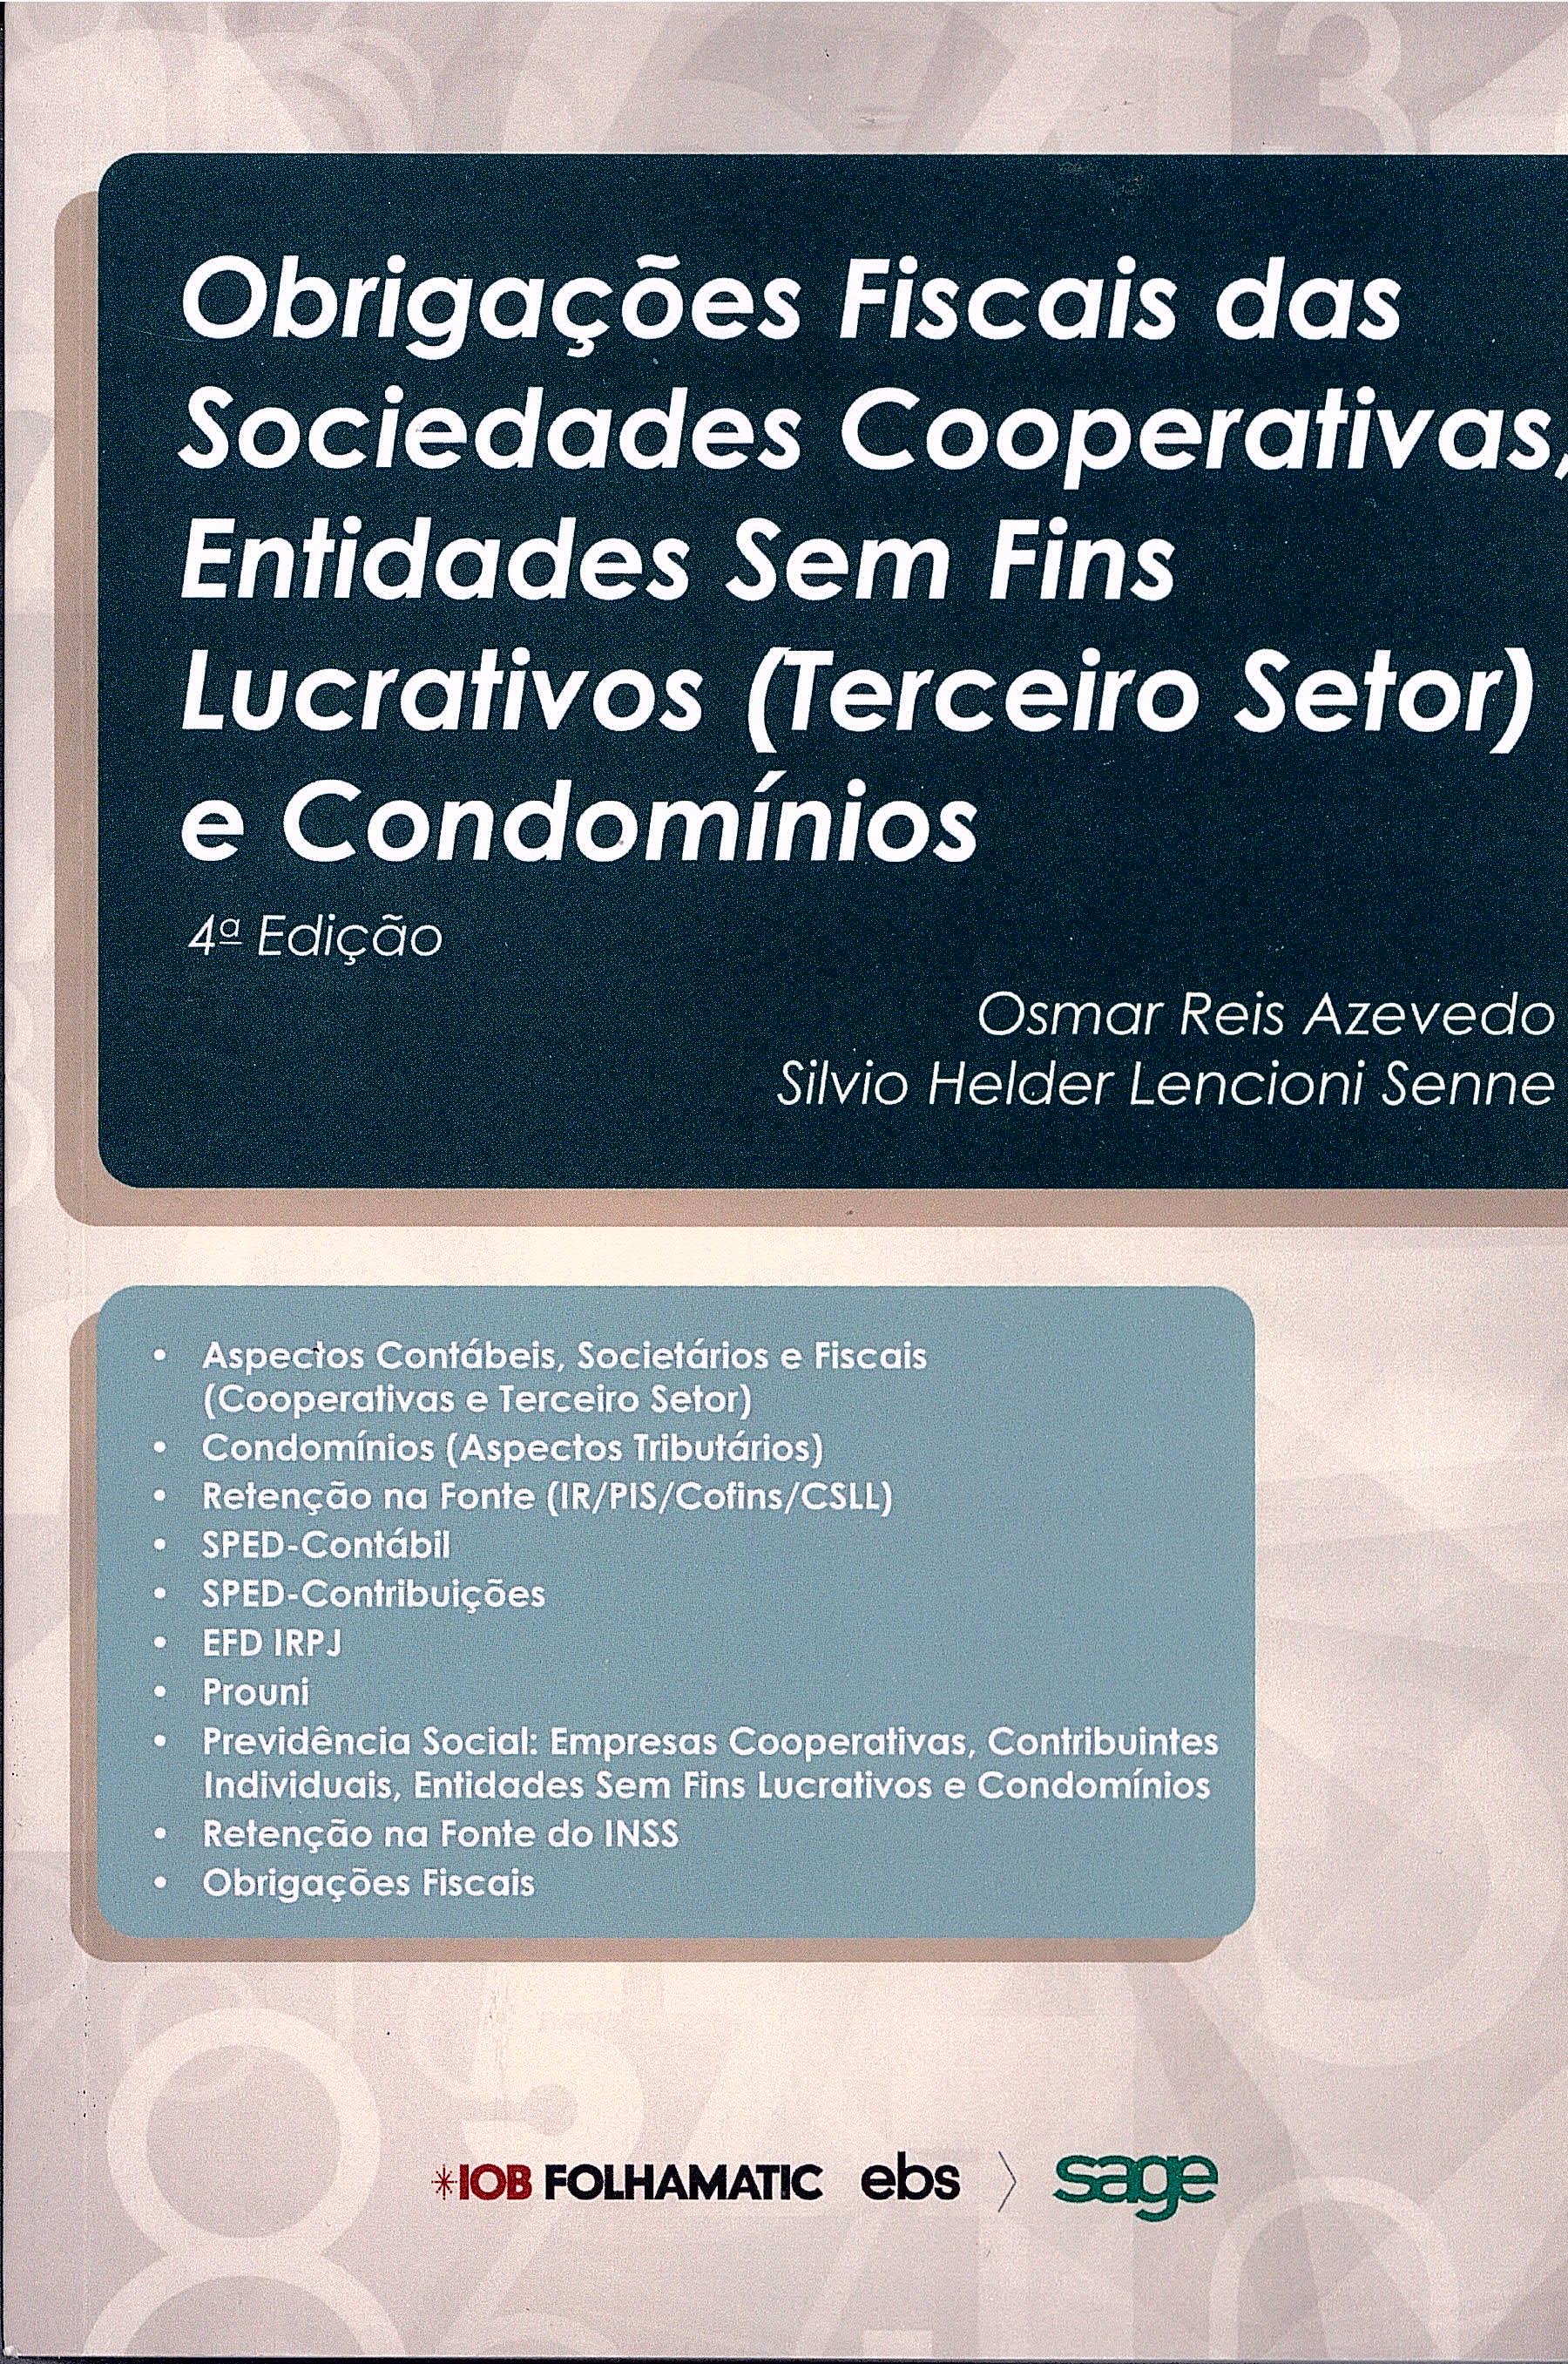 Obrigações Fiscais das
Sociedades Cooperativas,
Entidades Sem Fins
Lucrativos (Terceiro Setor)
e Condomínios
4ª Edição
Osmar Reis Azevedo
Silvio Helder Lencioni Senne
• Aspectos Contábeis, Societários e Fiscais
(Cooperativas e Terceiro Setor)
• Condomínios (Aspectos Tributários)
• Retenção na Fonte (IR/PIS/Cofins/CSLL)
• SPED-Contábil
• SPED-Contribuições
• EFD IRPJ
• Prouni
• Previdência Social: Empresas Cooperativas, Contribuintes
Individuais, Entidades Sem Fins Lucrativos e Condomínios
• Retenção na Fonte do INSS
• Obrigações Fiscais
IOB FOLHAMATIC ebs sage